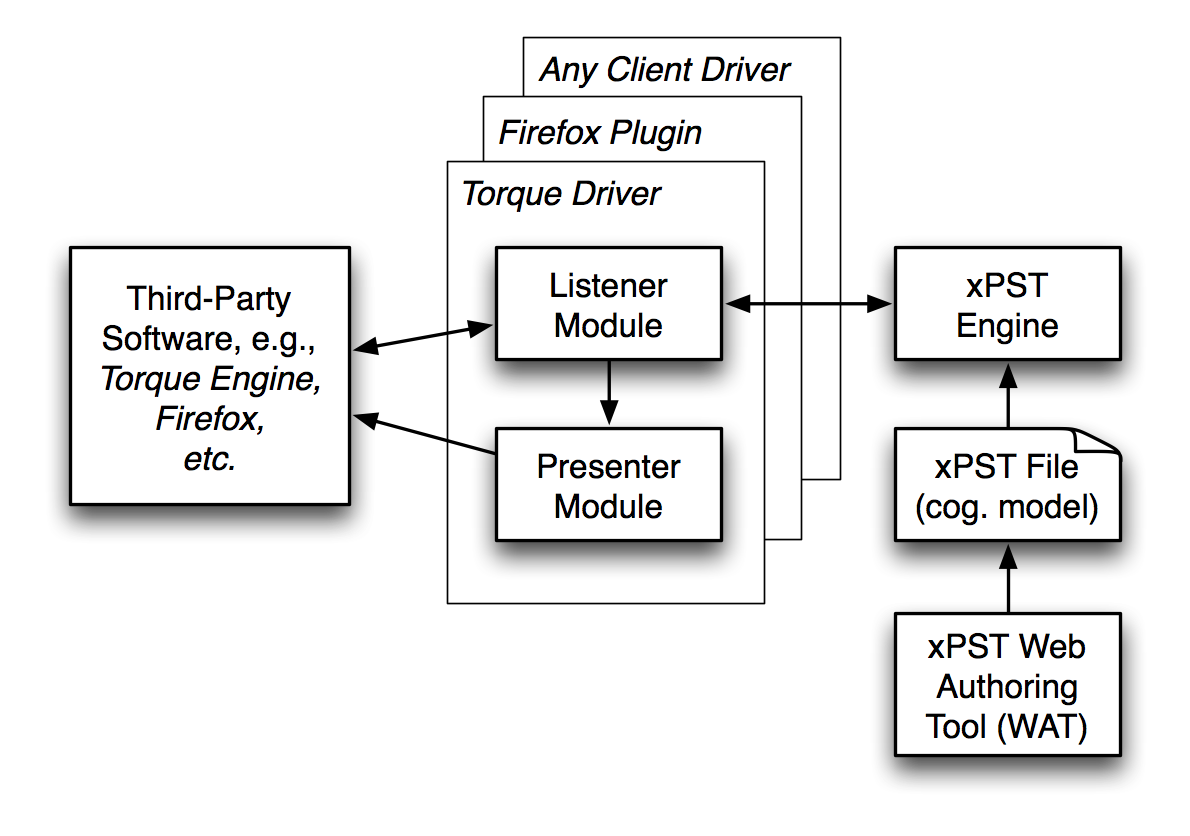 Any Client Driver
Firefox Plugin
Torque Driver
Third-Party
Software, e.g.,
Torque Engine,
Firefox,
etc.
Listener
Module
Presenter
Module
xPST
Engine
xPST File
(cog. model)
xPST Web
Authoring
Tool (WAT)